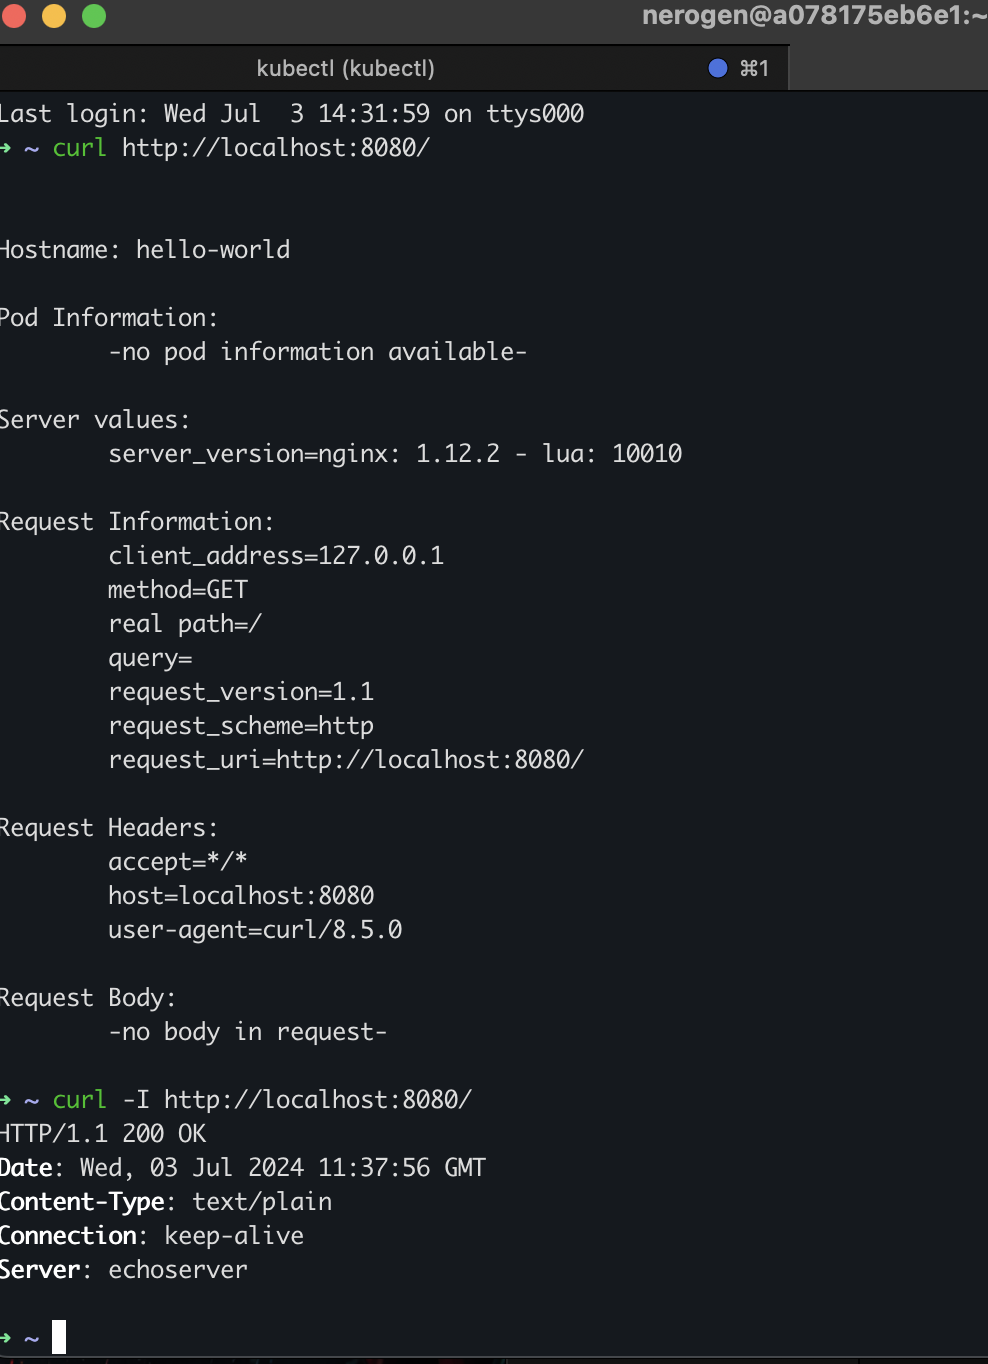 nerogen@a078175eb6e1:~
kubectl (kubectl) ⌘1
Last login: Wed Jul  3 14:31:59 on ttys000
➜ ~ curl http://localhost:8080/
Hostname: hello-world
Pod Information:
-no pod information available-
Server values:
server_version=nginx: 1.12.2 - lua: 10010
Request Information:
client_address=127.0.0.1
method=GET
real path=/
query=
request_version=1.1
request_scheme=http
request_uri=http://localhost:8080/
Request Headers:
accept=*/*
host=localhost:8080
user-agent=curl/8.5.0
Request Body:
-no body in request-
➜ ~ curl -I http://localhost:8080/
HTTP/1.1 200 OK
Date: Wed, 03 Jul 2024 11:37:56 GMT
Content-Type: text/plain
Connection: keep-alive
Server: echoserver
➜ ~